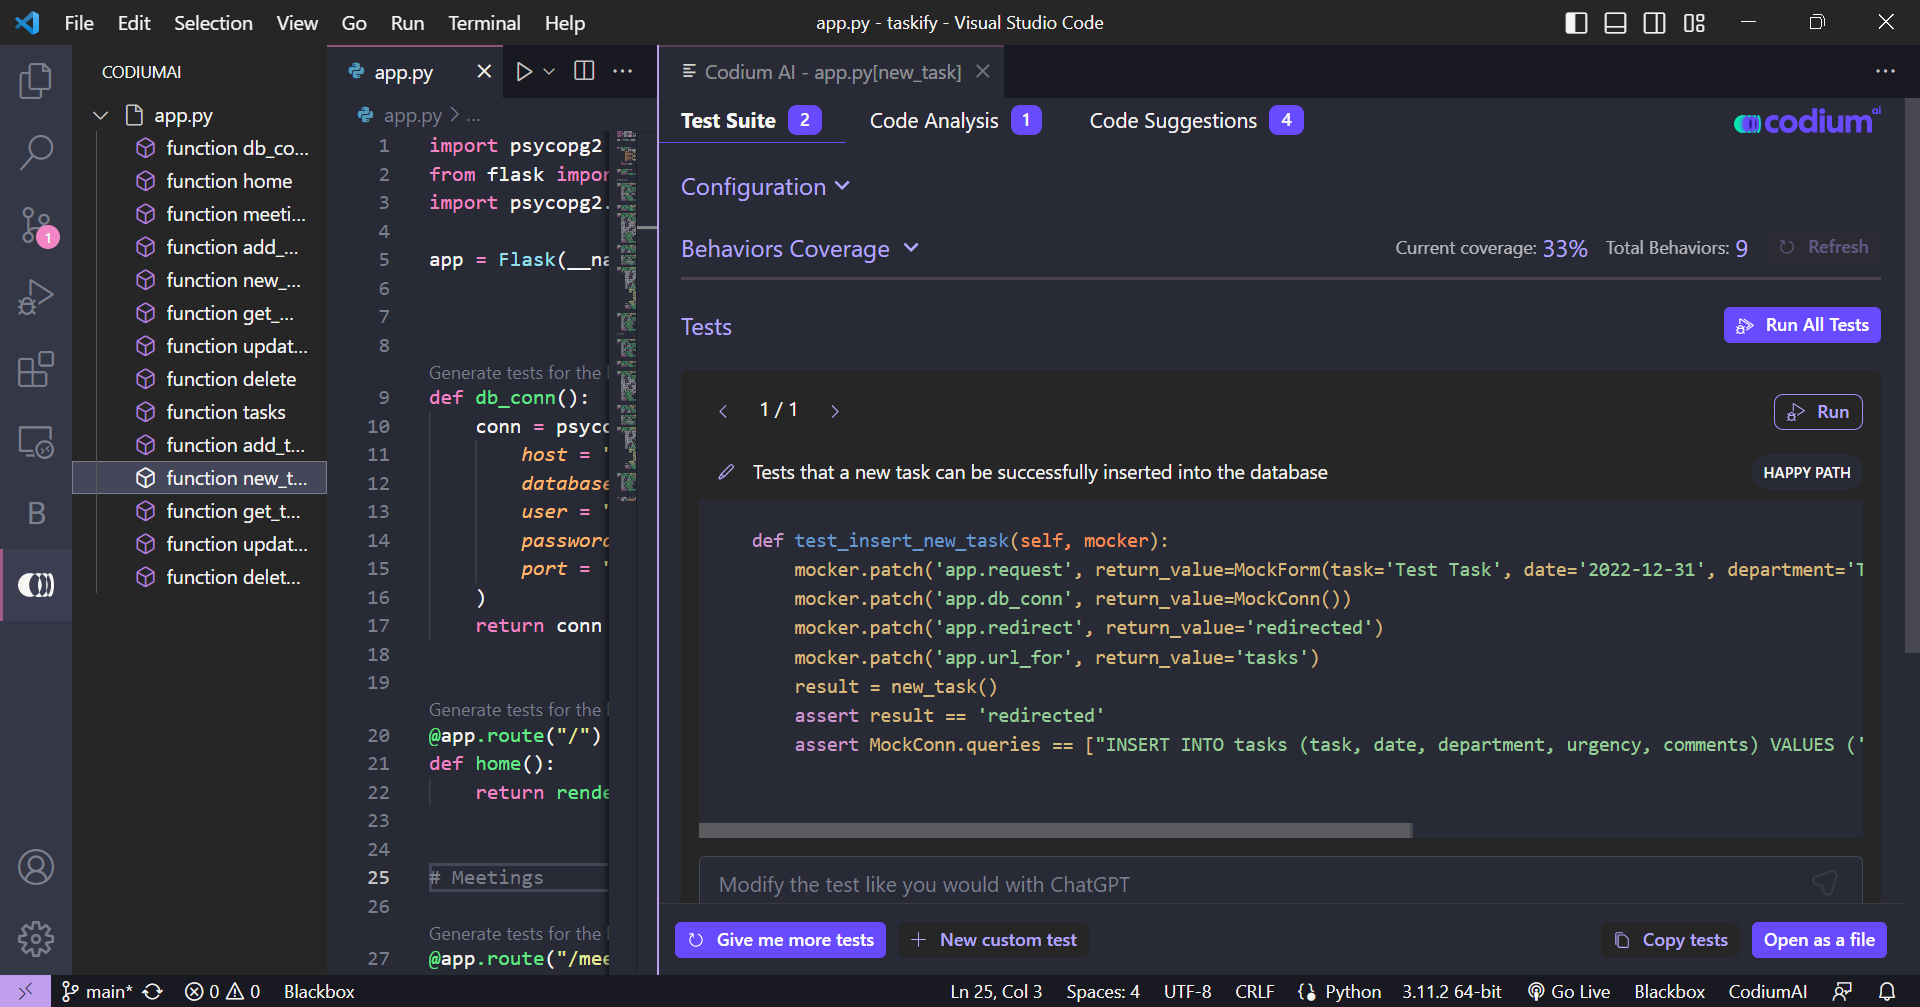 File Edit Selection View Go Run Terminal Help
app.py - taskify - Visual Studio Code
CODIUMAI
app.py
function db_co...
function home
function meeti...
function add_...
function new_...
function get_...
function updat...
function delete
function tasks
function add_t...
function new_t...
function get_t...
function updat...
function delet...
1
B
app.py
app.py > ...
1 import psycopg2
2 from flask impor
3 import psycopg2.
4
5 app = Flask(__na
6
7
8
Generate tests for the
9 def db_conn():
10 conn = psyco
11 host = '
12 database
13 user = '
14 password
15 port = '
16 )
17 return conn
18
19
Generate tests for the
20 @app.route("/")
21 def home():
22 return rende
23
24
25 # Meetings
26
Generate tests for the
27 @app.route("/mee
Codium AI - app.py[new_task]
Test Suite 2 Code Analysis 1 Code Suggestions 4
codium ai
Configuration
Behaviors Coverage Current coverage: 33% Total Behaviors: 9 Refresh
Tests
Run All Tests
1 / 1
Run
Tests that a new task can be successfully inserted into the database
HAPPY PATH
def test_insert_new_task(self, mocker):
mocker.patch('app.request', return_value=MockForm(task='Test Task', date='2022-12-31', department='T
mocker.patch('app.db_conn', return_value=MockConn())
mocker.patch('app.redirect', return_value='redirected')
mocker.patch('app.url_for', return_value='tasks')
result = new_task()
assert result == 'redirected'
assert MockConn.queries == ["INSERT INTO tasks (task, date, department, urgency, comments) VALUES ('
Modify the test like you would with ChatGPT
Give me more tests
New custom test
Copy tests
Open as a file
main* 0 0 Blackbox
Ln 25, Col 3 Spaces: 4 UTF-8 CRLF Python 3.11.2 64-bit Go Live Blackbox CodiumAI